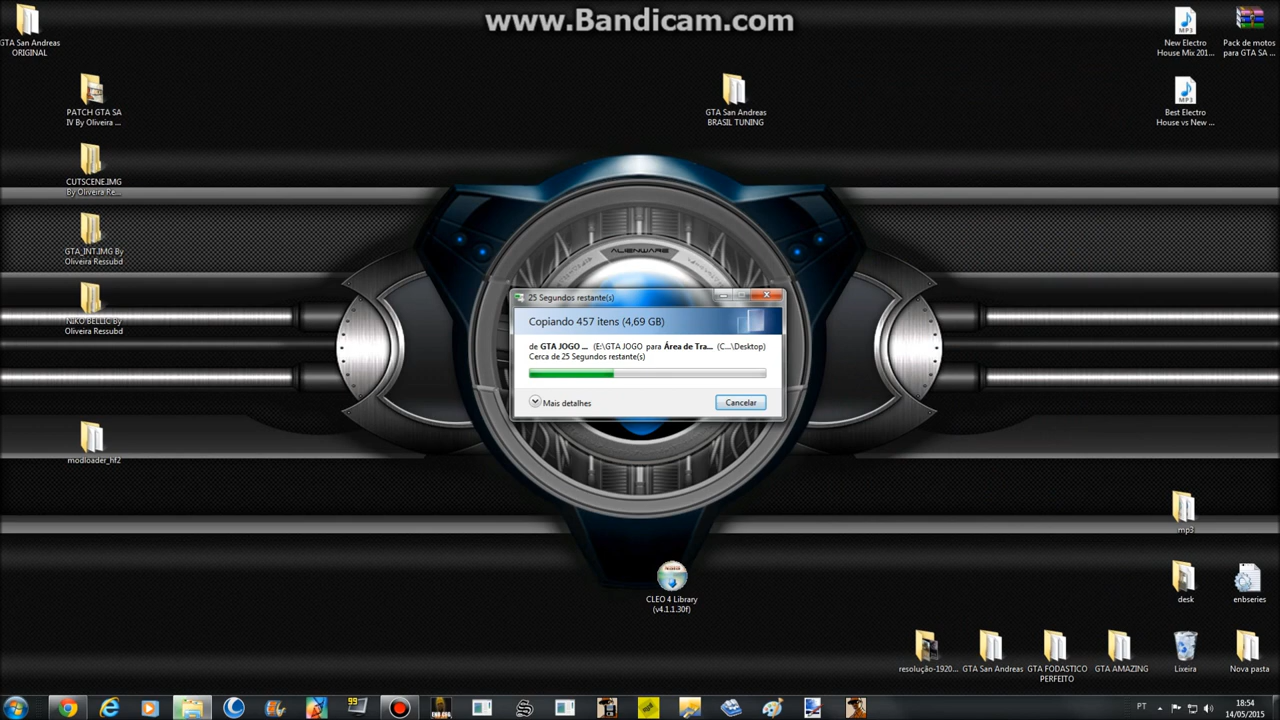 www.Bandicam.com
GTA San Andreas
ORIGINAL
New Electro
House Mix 201...
Pack de motos
para GTA SA ...
PATCH GTA SA
IV By Oliveira ...
GTA San Andreas
BRASIL TUNING
Best Electro
House vs New ...
CUTSCENE.IMG
By Oliveira Re...
GTA_INT.IMG By
Oliveira Ressubd
ALIENWARE
NIKO BELLIC By
Oliveira Ressubd
25 Segundos restante(s)
Copiando 457 itens (4,69 GB)
de GTA JOGO ... (E:\GTA JOGO para Área de Tra... (C...\Desktop)
Cerca de 25 Segundos restante(s)
Mais detalhes
Cancelar
modloader_hf2
mp3
CLEO 4 Library
(v4.1.1.30f)
desk
enbseries
resolução-1920...
GTA San Andreas
GTA FODASTICO
PERFEITO
GTA AMAZING
Lixeira
Nova pasta
99
PT
18:54
14/05/2015